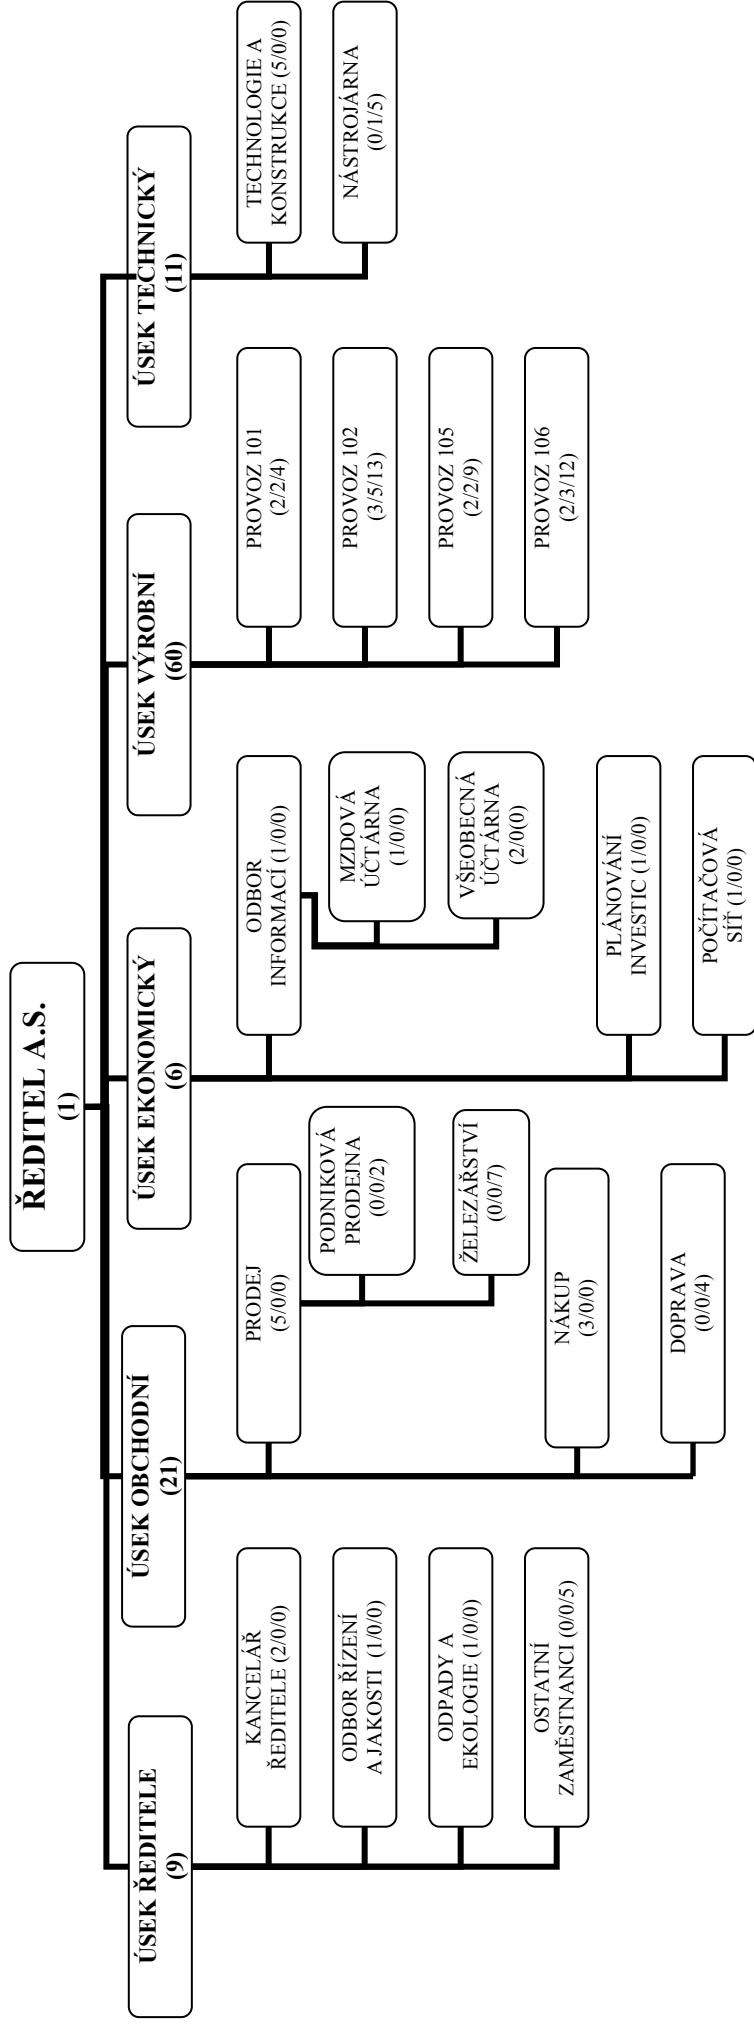 ŘEDITEL A.S.
(1)
ÚSEK ŘEDITELE
(9)
KANCELÁŘ
ŘEDITELE (2/0/0)
ODBOR ŘÍZENÍ
A JAKOSTI (1/0/0)
ODPADY A
EKOLOGIE (1/0/0)
OSTATNÍ
ZAMĚSTNANCI (0/0/5)
ÚSEK OBCHODNÍ
(21)
PRODEJ
(5/0/0)
PODNIKOVÁ
PRODEJNA
(0/0/2)
ŽELEZÁŘSTVÍ
(0/0/7)
NÁKUP
(3/0/0)
DOPRAVA
(0/0/4)
ÚSEK EKONOMICKÝ
(6)
ODBOR
INFORMACÍ (1/0/0)
MZDOVÁ
ÚČTÁRNA
(1/0/0)
VŠEOBECNÁ
ÚČTÁRNA
(2/0(0)
PLÁNOVÁNÍ
INVESTIC (1/0/0)
POČÍTAČOVÁ
SÍŤ (1/0/0)
ÚSEK VÝROBNÍ
(60)
PROVOZ 101
(2/2/4)
PROVOZ 102
(3/5/13)
PROVOZ 105
(2/2/9)
PROVOZ 106
(2/3/12)
ÚSEK TECHNICKÝ
(11)
TECHNOLOGIE A
KONSTRUKCE (5/0/0)
NÁSTROJÁRNA
(0/1/5)